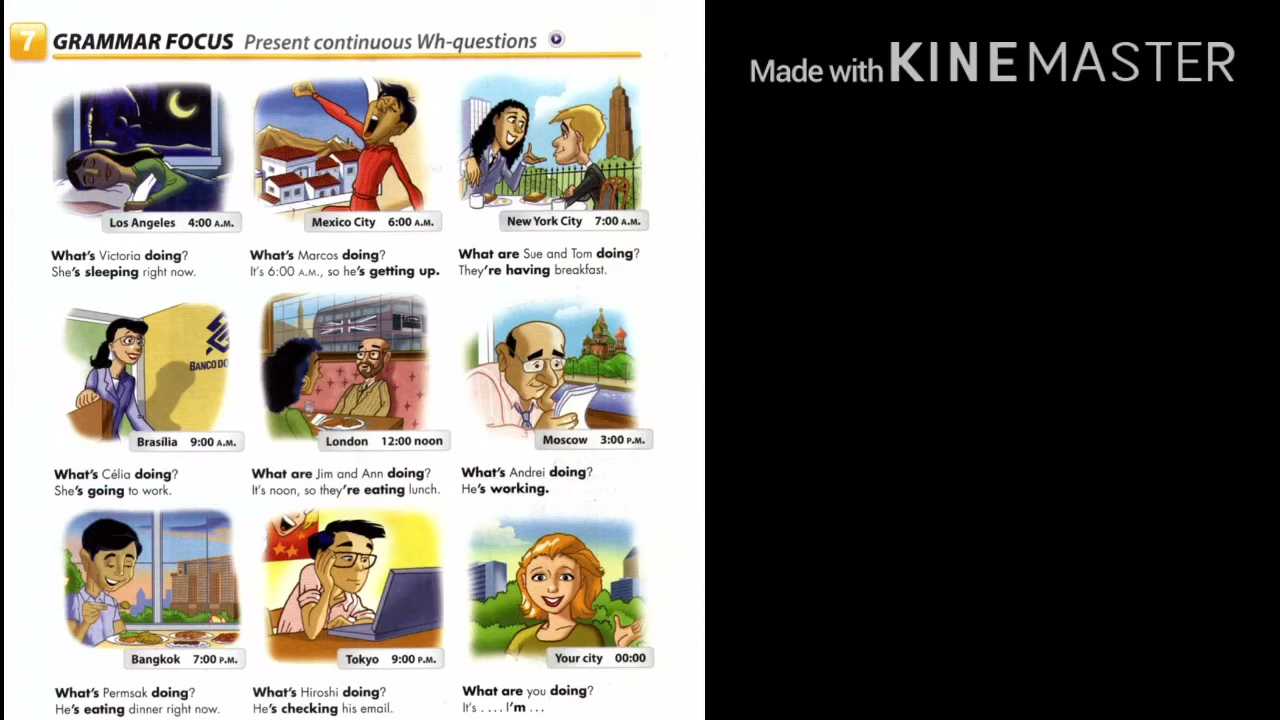 7 GRAMMAR FOCUS Present continuous Wh-questions
Made with KINEMASTER
Los Angeles 4:00 A.M.
What's Victoria doing?
She's sleeping right now.
Mexico City 6:00 A.M.
What's Marcos doing?
It's 6:00 A.M., so he's getting up.
New York City 7:00 A.M.
What are Sue and Tom doing?
They're having breakfast.
BANCO DO
Brasília 9:00 A.M.
What's Célia doing?
She's going to work.
London 12:00 noon
What are Jim and Ann doing?
It's noon, so they're eating lunch.
Moscow 3:00 P.M.
What's Andrei doing?
He's working.
Bangkok 7:00 P.M.
What's Permsak doing?
He's eating dinner right now.
Tokyo 9:00 P.M.
What's Hiroshi doing?
He's checking his email.
Your city 00:00
What are you doing?
It's . . . . I'm . . .